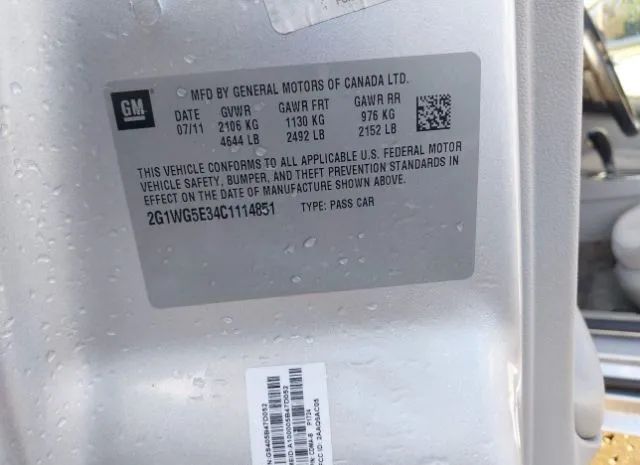 GM
MFD BY GENERAL MOTORS OF CANADA LTD.
DATE GVWR GAWR FRT GAWR RR
07/11 2106 KG 1130 KG 976 KG
4644 LB 2492 LB 2152 LB
THIS VEHICLE CONFORMS TO ALL APPLICABLE U.S. FEDERAL MOTOR
VEHICLE SAFETY, BUMPER, AND THEFT PREVENTION STANDARDS IN
EFFECT ON THE DATE OF MANUFACTURE SHOWN ABOVE.
2G1WG5E34C1114851 TYPE: PASS CAR